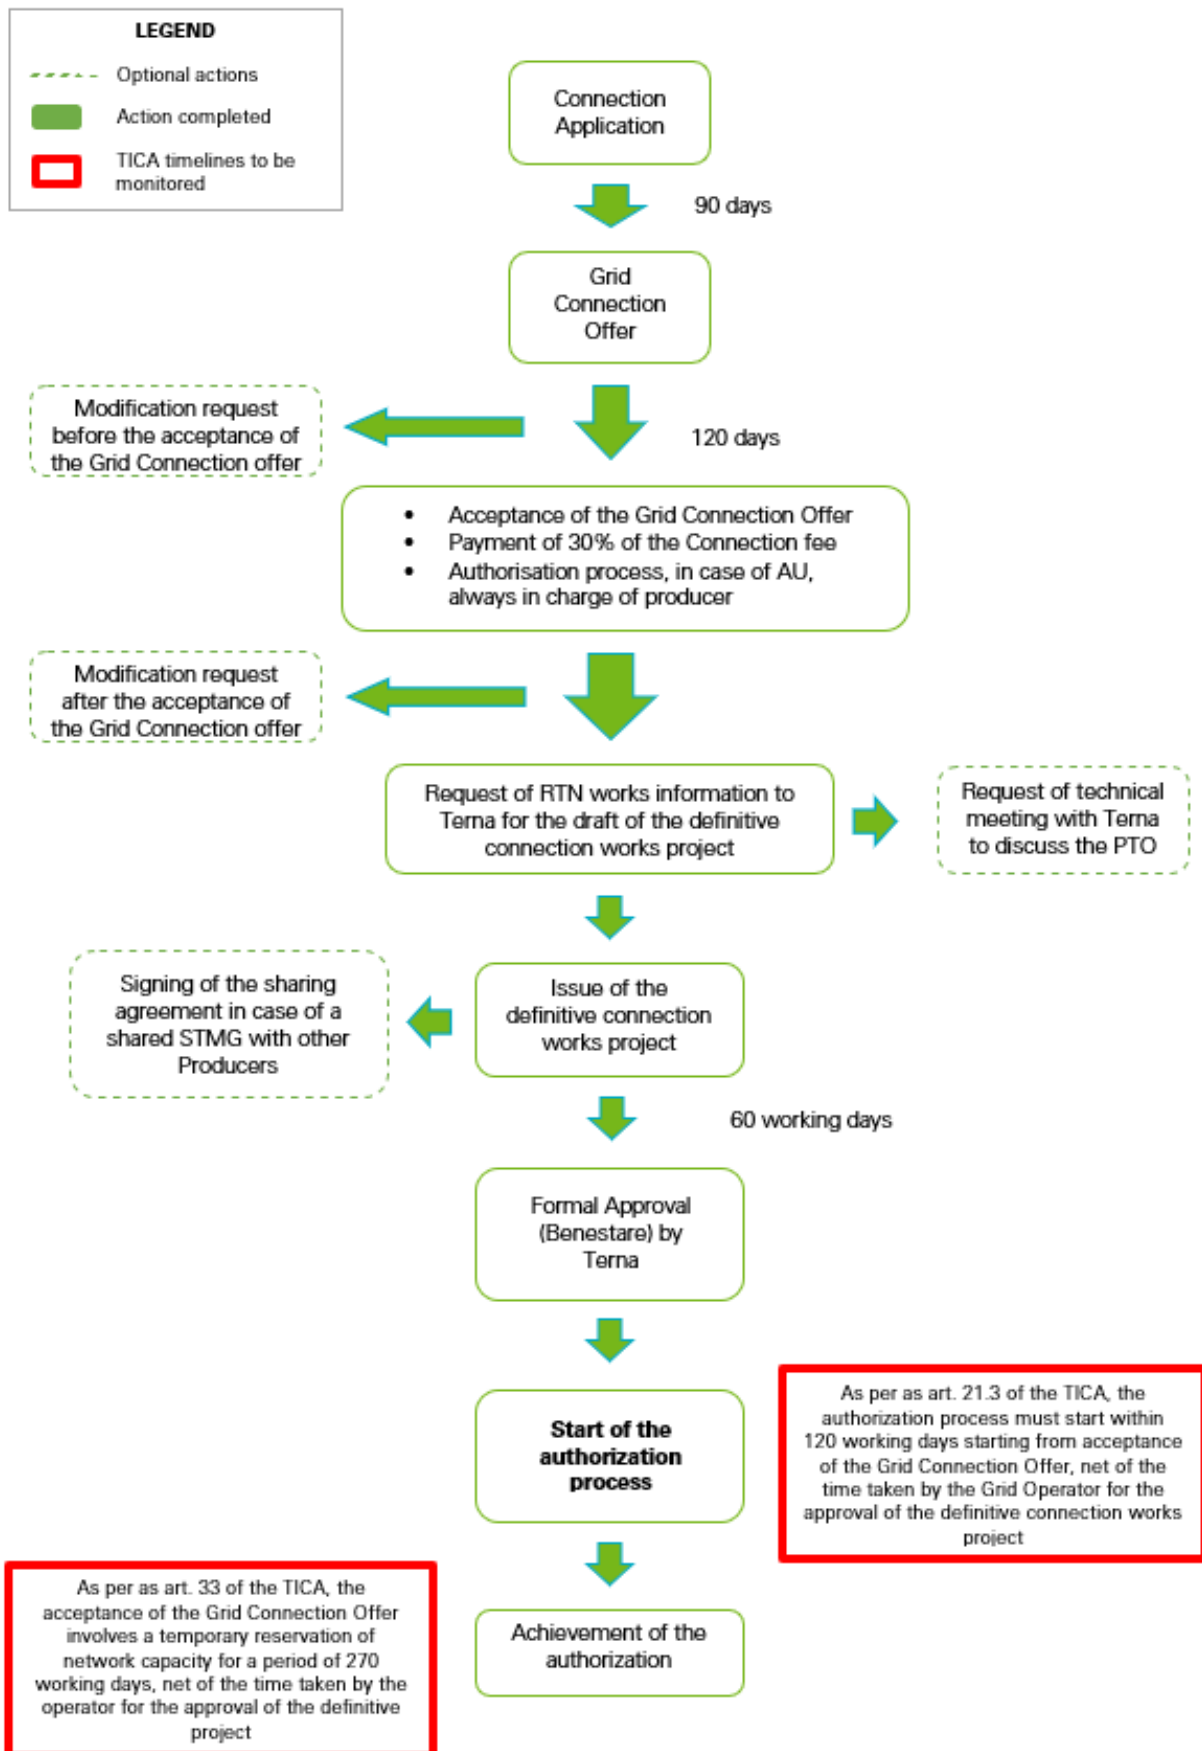 LEGEND
Optional actions
Action completed
TICA timelines to be
monitored
Connection
Application
90 days
Grid
Connection
Offer
Modification request
before the acceptance of
the Grid Connection offer
120 days
• Acceptance of the Grid Connection Offer
• Payment of 30% of the Connection fee
• Authorisation process, in case of AU,
always in charge of producer
Modification request
after the acceptance of
the Grid Connection offer
Request of RTN works information to
Terna for the draft of the definitive
connection works project
Request of technical
meeting with Terna
to discuss the PTO
Signing of the sharing
agreement in case of a
shared STMG with other
Producers
Issue of the
definitive connection
works project
60 working days
Formal Approval
(Benestare) by
Terna
Start of the
authorization
process
As per as art. 21.3 of the TICA, the
authorization process must start within
120 working days starting from acceptance
of the Grid Connection Offer, net of the
time taken by the Grid Operator for the
approval of the definitive connection works
project
As per as art. 33 of the TICA, the
acceptance of the Grid Connection Offer
involves a temporary reservation of
network capacity for a period of 270
working days, net of the time taken by the
operator for the approval of the definitive
project
Achievement of the
authorization